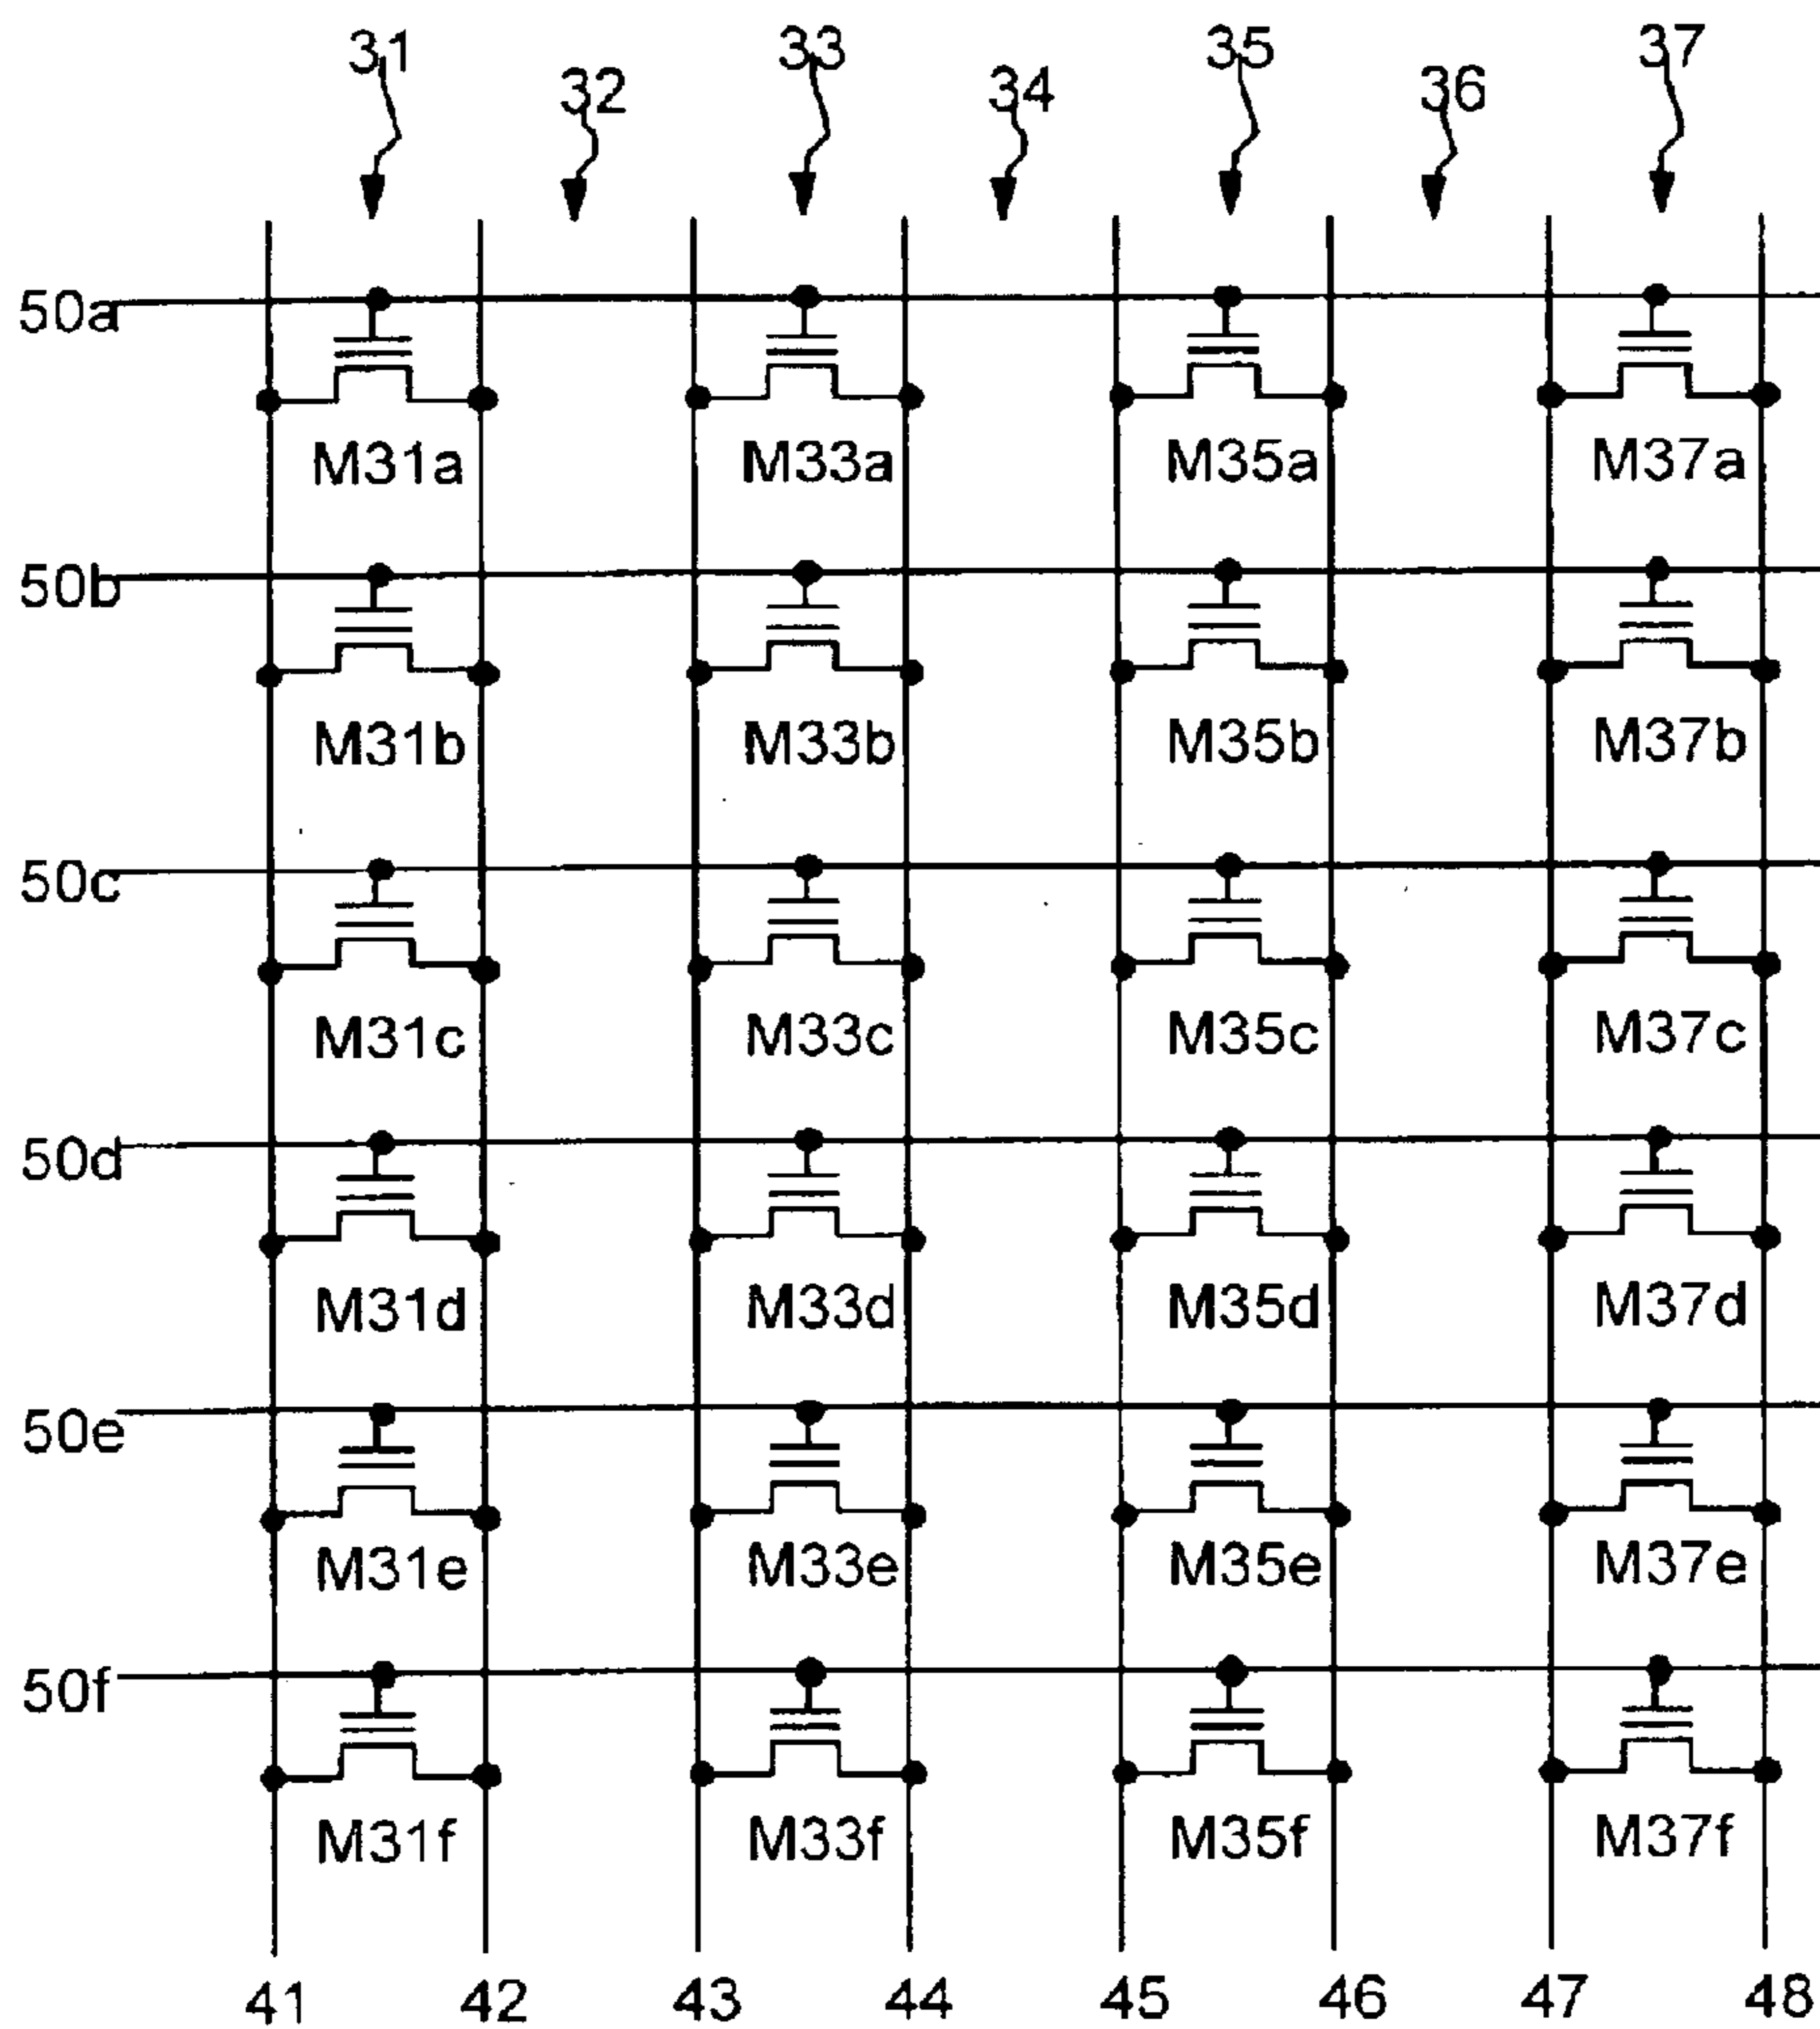 31 32 33 34 35 36 37
50a
M31a M33a M35a M37a
50b
M31b M33b M35b M37b
50c
M31c M33c M35c M37c
50d
M31d M33d M35d M37d
50e
M31e M33e M35e M37e
50f
M31f M33f M35f M37f
41 42 43 44 45 46 47 48